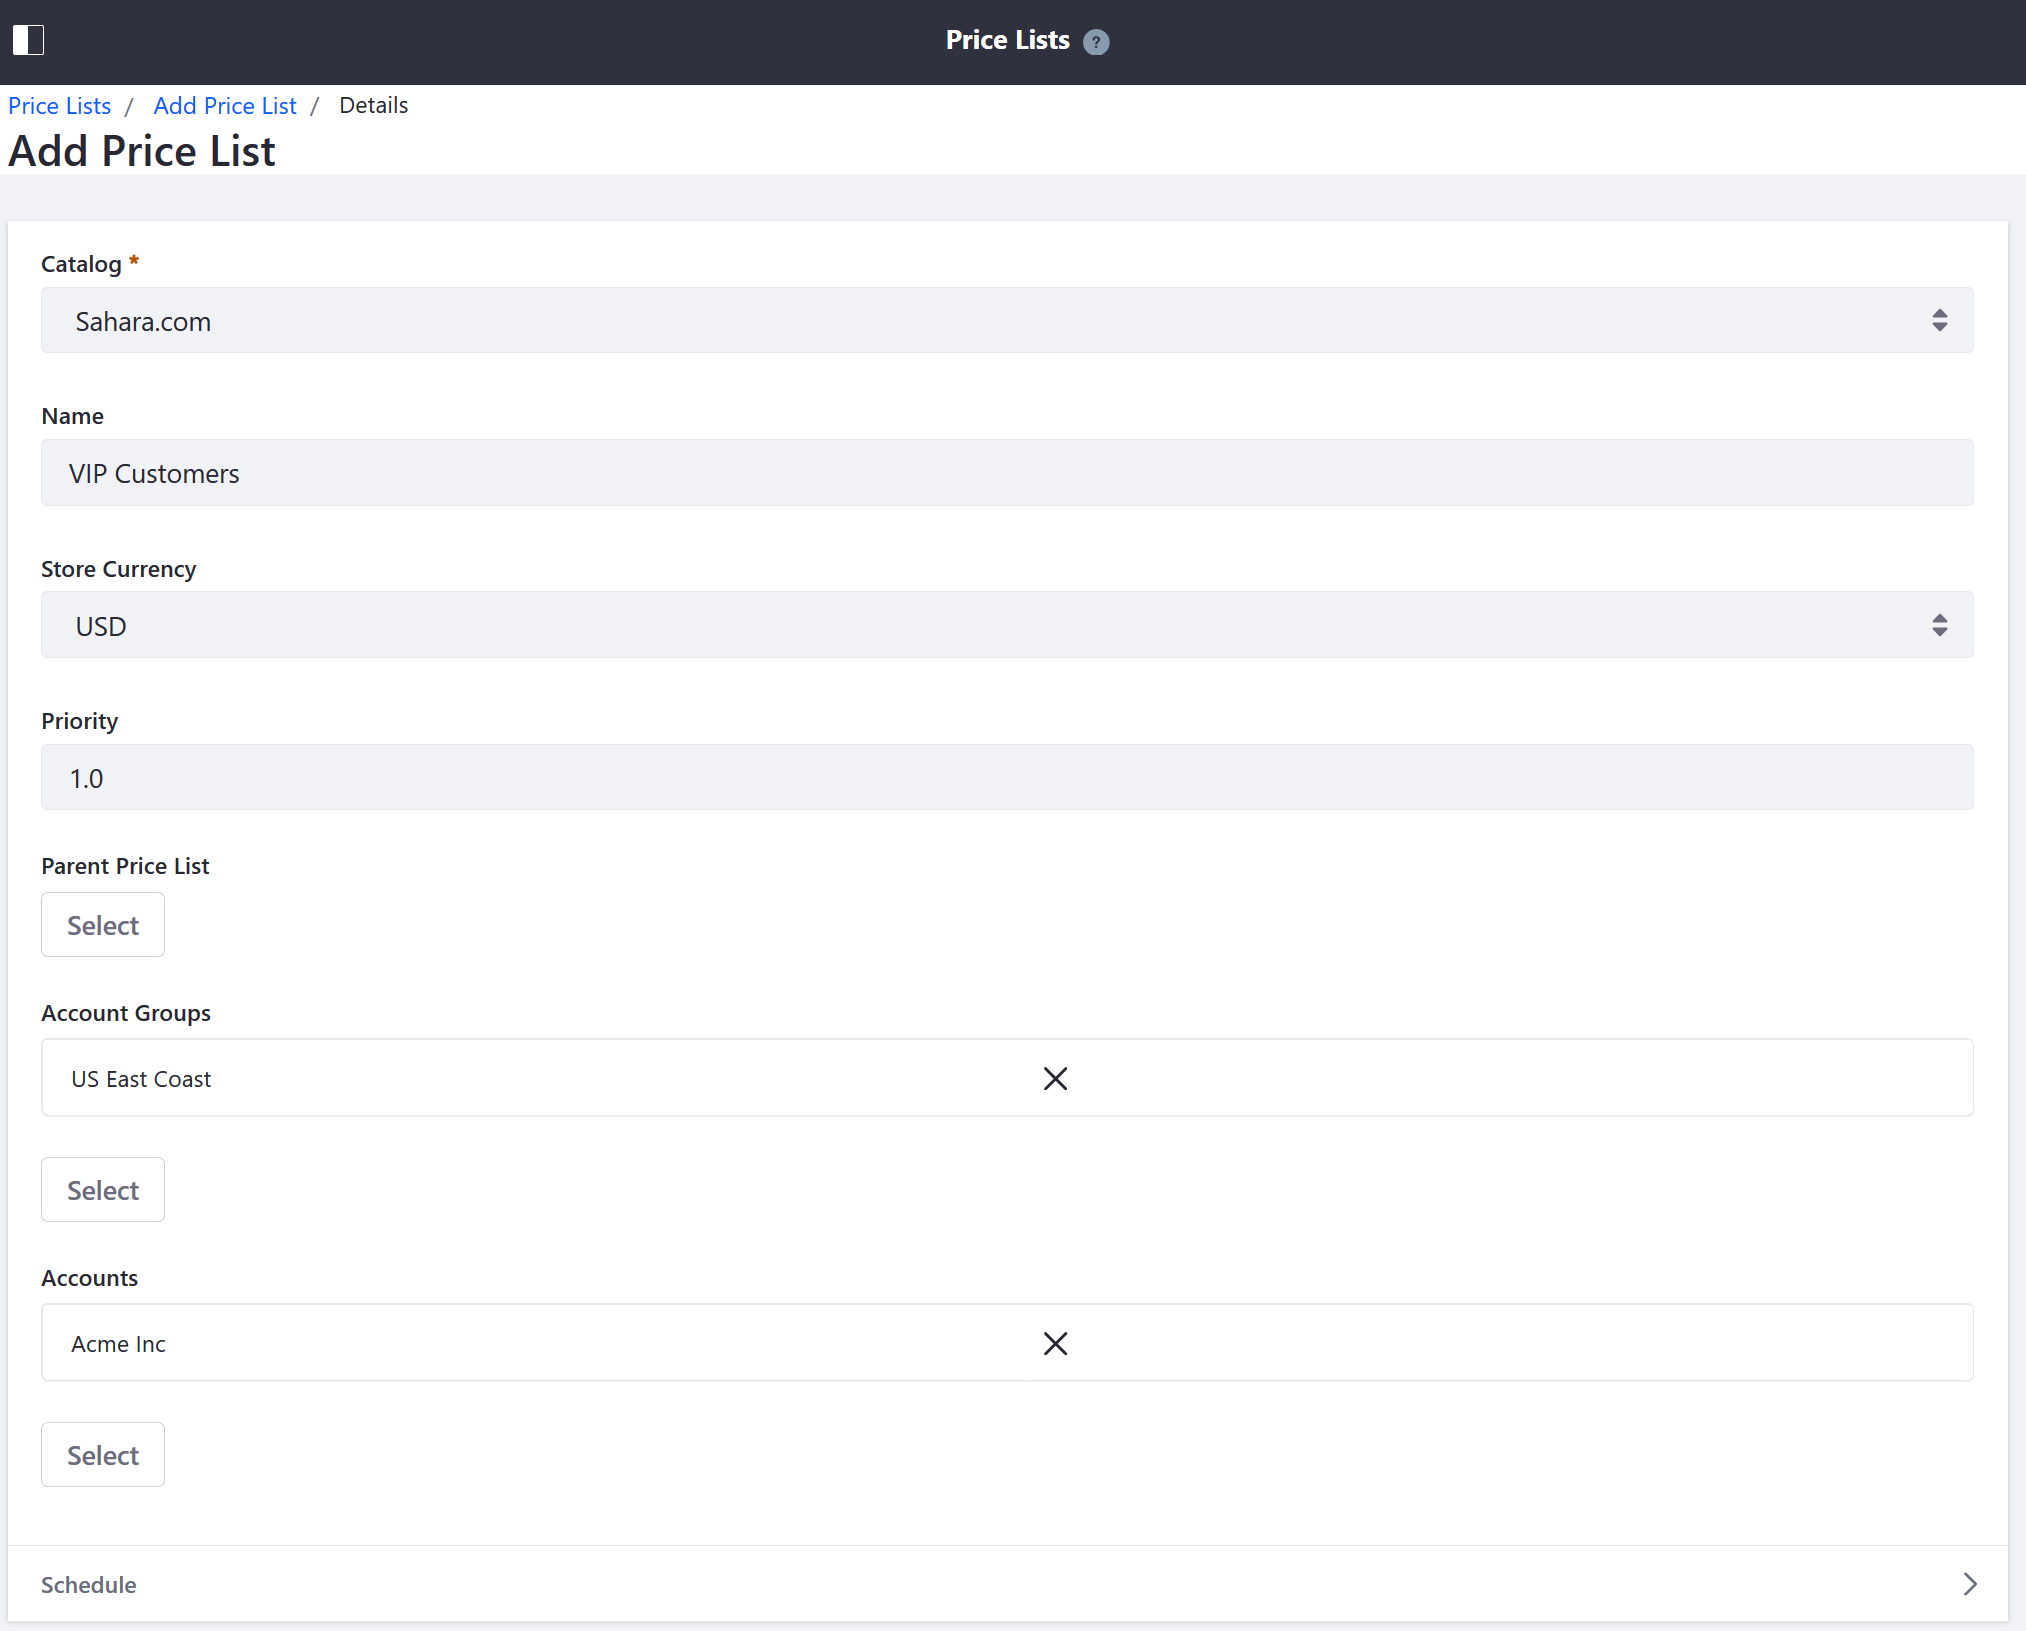 Price Lists ?
Price Lists / Add Price List / Details
Add Price List
Catalog *
Sahara.com
Name
VIP Customers
Store Currency
USD
Priority
1.0
Parent Price List
Select
Account Groups
US East Coast
Select
Accounts
Acme Inc
Select
Schedule